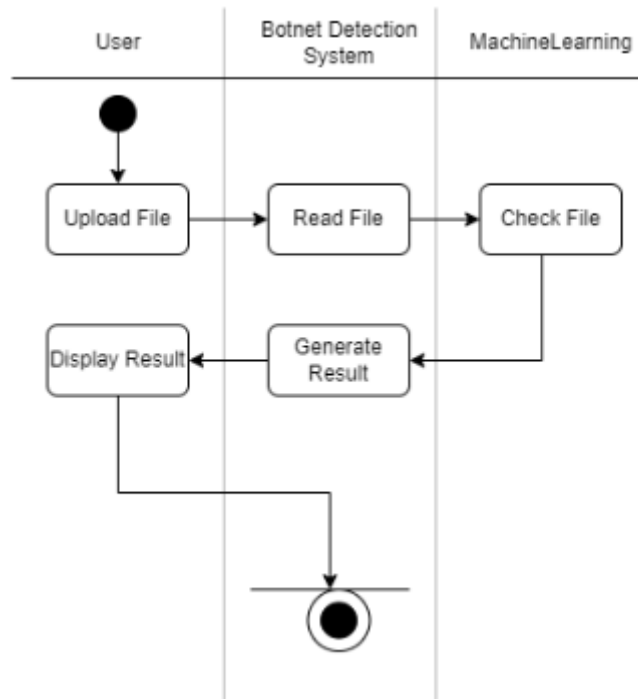 User
Botnet Detection
System
MachineLearning
Upload File
Read File
Check File
Display Result
Generate
Result